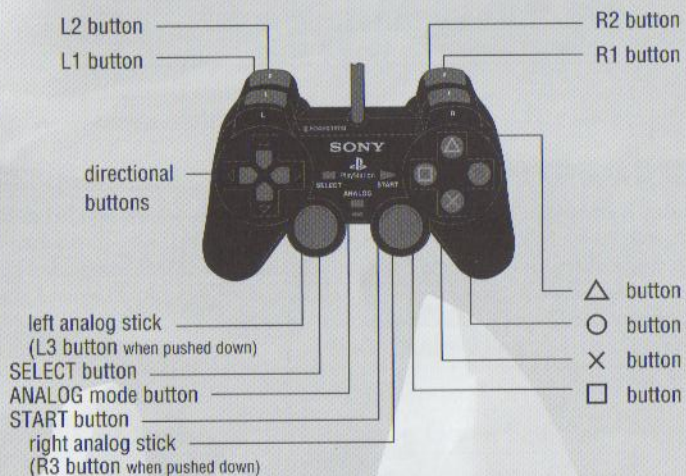 L2 button
L1 button
R2 button
R1 button
L
R
SONY
PlayStation
SELECT
START
ANALOG
directional
buttons
left analog stick
(L3 button when pushed down)
SELECT button
ANALOG mode button
START button
right analog stick
(R3 button when pushed down)
△ button
○ button
✕ button
□ button